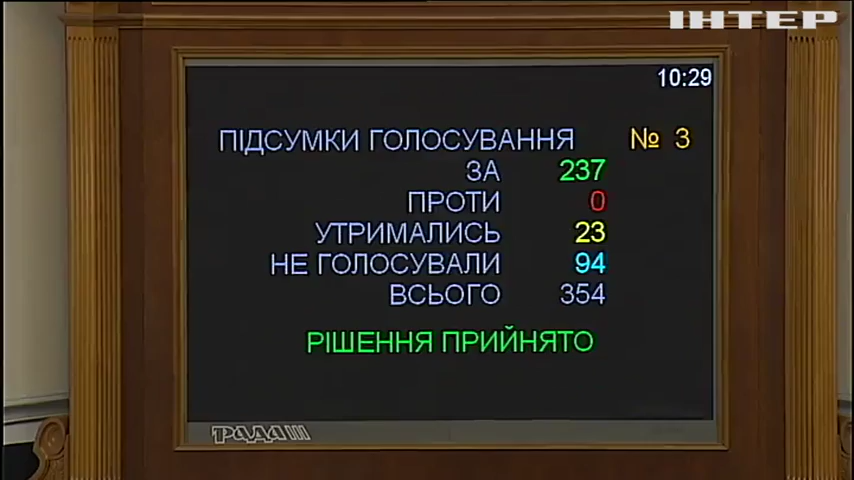 ІНТЕР
10:29
ПІДСУМКИ ГОЛОСУВАННЯ № 3
ЗА 237
ПРОТИ 0
УТРИМАЛИСЬ 23
НЕ ГОЛОСУВАЛИ 94
ВСЬОГО 354
РІШЕННЯ ПРИЙНЯТО
РАДА III